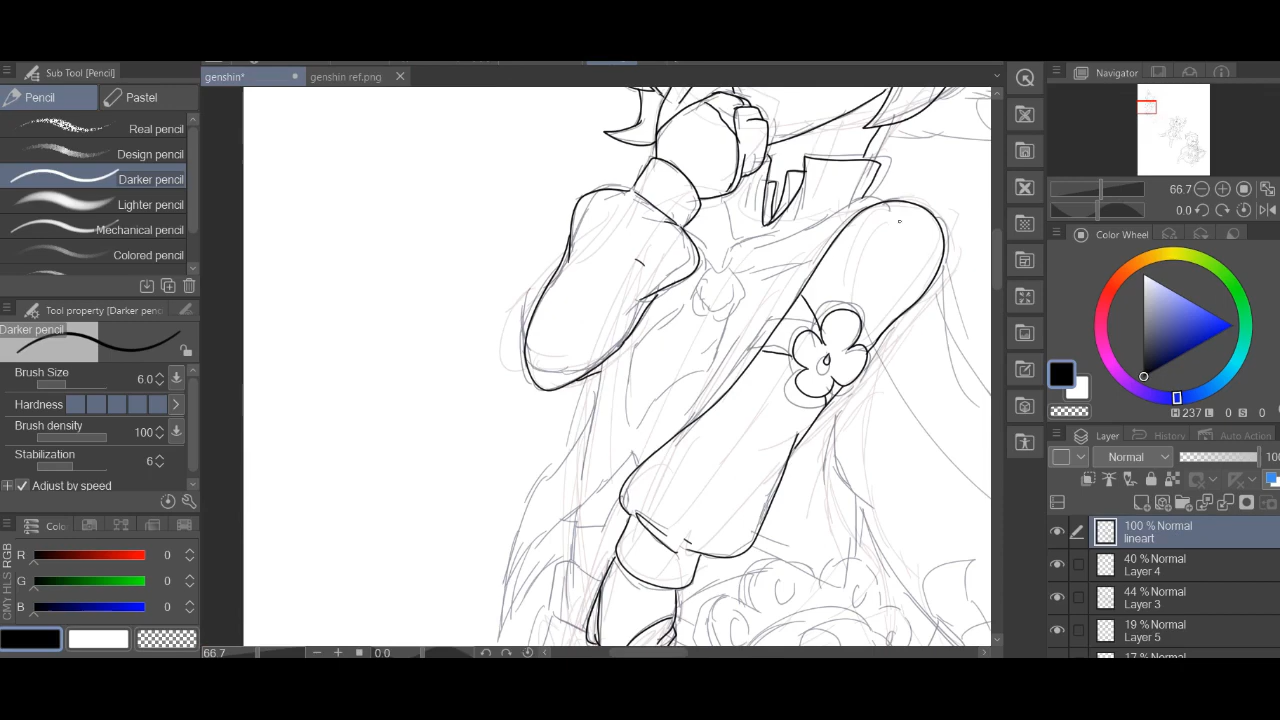 Sub Tool [Pencil]
Pencil
Pastel
Real pencil
Design pencil
Darker pencil
Lighter pencil
Mechanical pencil
Colored pencil
Tool property [Darker penc
Darker pencil
Brush Size
6.0
Hardness
Brush density
100
Stabilization
6
Adjust by speed
Colo
RGB
HLS
CMY
R
0
G
0
B
0
genshin*
genshin ref.png
66.7
0.0
Navigator
66.7
0.0
Color Wheel
H 237 L 0 S 0
Layer
History
Auto Action
Normal
100
100 % Normal
lineart
40 % Normal
Layer 4
44 % Normal
Layer 3
19 % Normal
Layer 5
17 % Normal